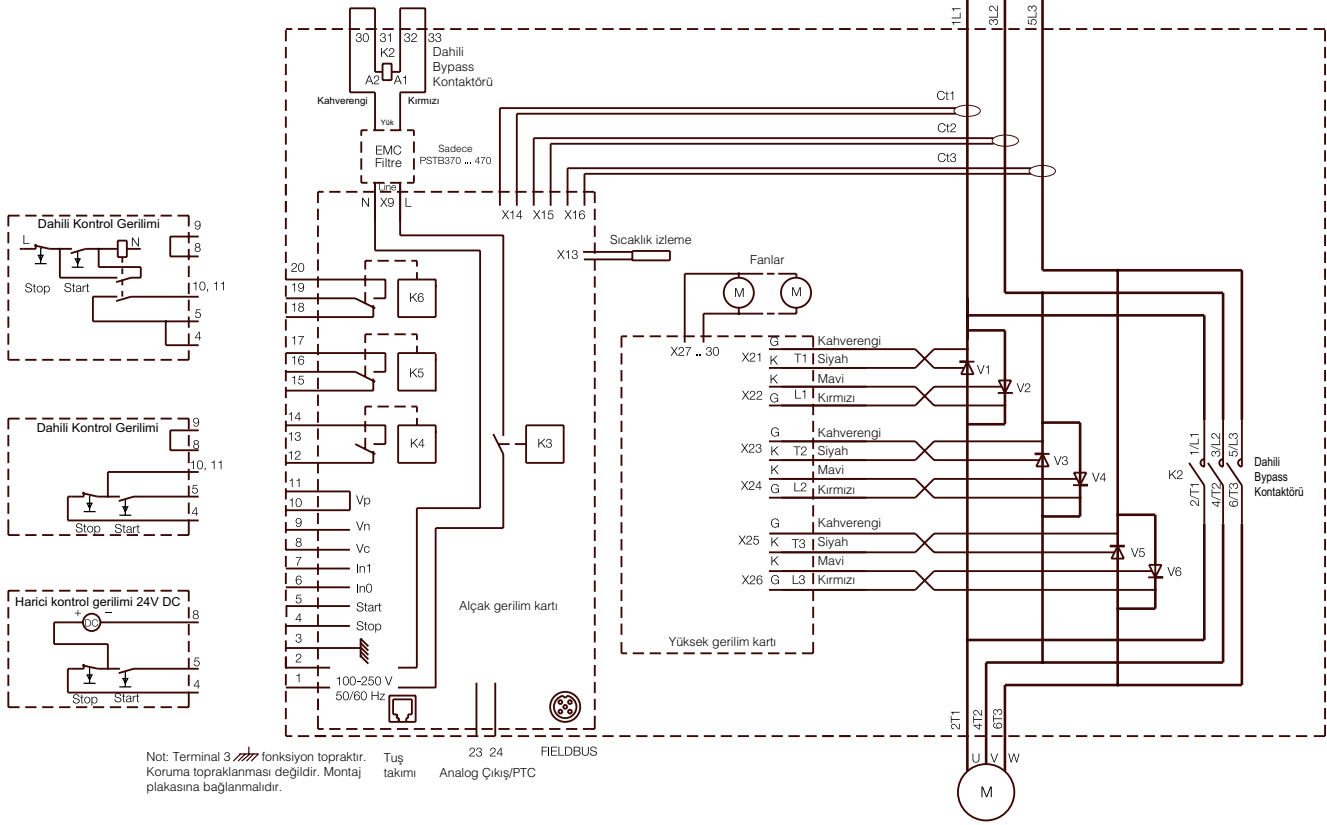 1L1
3L2
5L3
30 31 32 33
K2
A2 A1
Dahili
Bypass
Kontaktörü
Kahverengi
Kırmızı
Yük
EMC
Filtre
Sadece
PSTB370 ... 470
Line
N X9 L
Ct1
Ct2
Ct3
X14 X15 X16
X13
Sıcaklık izleme
Fanlar
M
M
X27 .. 30
Dahili Kontrol Gerilimi
L
N
Stop Start
9
8
10, 11
5
4
Dahili Kontrol Gerilimi
9
8
10, 11
5
4
Stop Start
Harici kontrol gerilimi 24V DC
+
DC
–
8
5
4
Stop Start
20
19
18
K6
17
16
15
K5
14
13
12
K4
K3
11
10
Vp
9
Vn
8
Vc
7
In1
6
In0
5
Start
4
Stop
3
2
1
100-250 V
50/60 Hz
Alçak gerilim kartı
X21
G Kahverengi
K T1 Siyah
X22
K Mavi
G L1 Kırmızı
X23
G Kahverengi
K T2 Siyah
X24
K Mavi
G L2 Kırmızı
X25
G Kahverengi
K T3 Siyah
X26
K Mavi
G L3 Kırmızı
Yüksek gerilim kartı
V1
V2
V3
V4
V5
V6
K2
1/L1
3/L2
5/L3
2/T1
4/T2
6/T3
Dahili
Bypass
Kontaktörü
2T1
4T2
6T3
U V W
M
Not: Terminal 3 fonksiyon topraktır.
Koruma topraklanması değildir. Montaj
plakasına bağlanmalıdır.
Tuş
takımı
23 24
Analog Çıkış/PTC
FIELDBUS